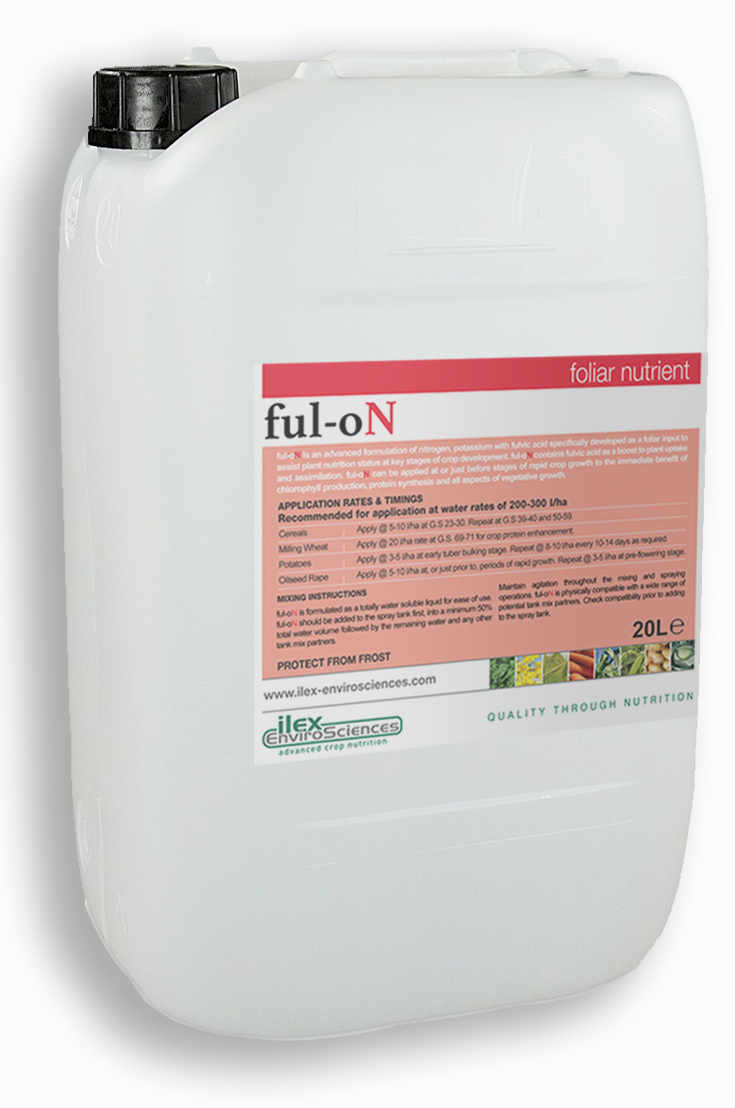 foliar nutrient
ful-oN
ful-oN is an advanced formulation of nitrogen, potassium with fulvic acid specifically developed as a foliar input to
assist plant nutrition status at key stages of crop development. ful-oN contains fulvic acid as a boost to plant uptake
and assimilation. ful-oN can be applied at or just before stages of rapid crop growth to the immediate benefit of
chlorophyll production, protein synthesis and all aspects of vegetative growth.
APPLICATION RATES & TIMINGS
Recommended for application at water rates of 200-300 l/ha
Cereals Apply @ 5-10 l/ha at G.S 23-30. Repeat at G.S 39-40 and 50-59.
Milling Wheat Apply @ 20 l/ha rate at G.S. 69-71 for crop protein enhancement.
Potatoes Apply @ 3-5 l/ha at early tuber bulking stage. Repeat @ 8-10 l/ha every 10-14 days as required.
Oilseed Rape Apply @ 5-10 l/ha at, or just prior to, periods of rapid growth. Repeat @ 3-5 l/ha at pre-flowering stage.
MIXING INSTRUCTIONS
ful-oN is formulated as a totally water soluble liquid for ease of use.
ful-oN should be added to the spray tank first, into a minimum 50%
total water volume followed by the remaining water and any other
tank mix partners.
Maintain agitation throughout the mixing and spraying
operations. ful-oN is physically compatible with a wide range of
potential tank mix partners. Check compatibility prior to adding
to the spray tank.
20L℮
PROTECT FROM FROST
www.ilex-envirosciences.com
ilex
EnviroSciences
advanced crop nutrition
QUALITY THROUGH NUTRITION